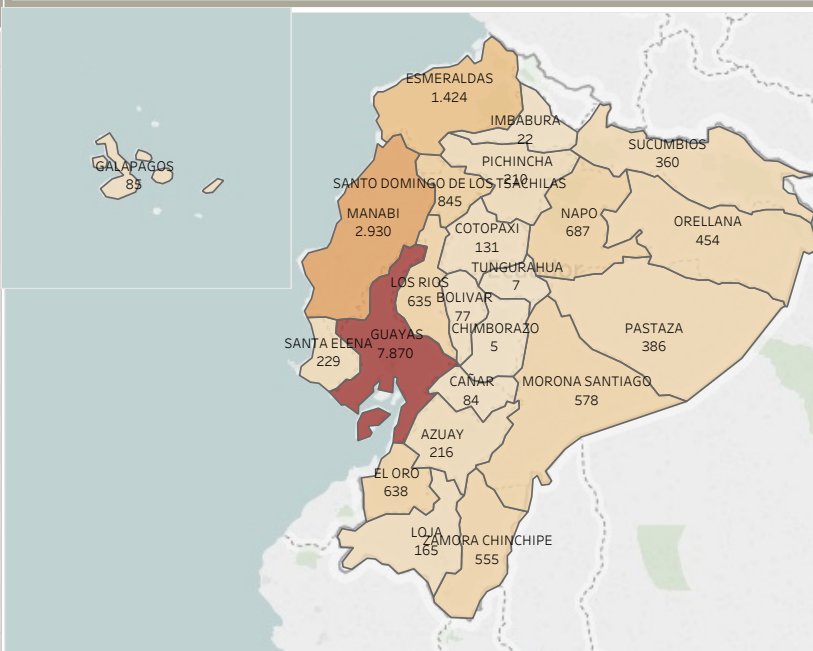 ESMERALDAS
1.424
IMBABURA
22
SUCUMBIOS
360
PICHINCHA
210
GALAPAGOS
85
SANTO DOMINGO DE LOS TSACHILAS
845
MANABI
2.930
NAPO
687
ORELLANA
454
COTOPAXI
131
TUNGURAHUA
7
Ecuador
LOS RIOS
635
BOLIVAR
77
CHIMBORAZO
5
PASTAZA
386
GUAYAS
7.870
SANTA ELENA
229
CAÑAR
84
MORONA SANTIAGO
578
AZUAY
216
EL ORO
638
LOJA
165
ZAMORA CHINCHIPE
555